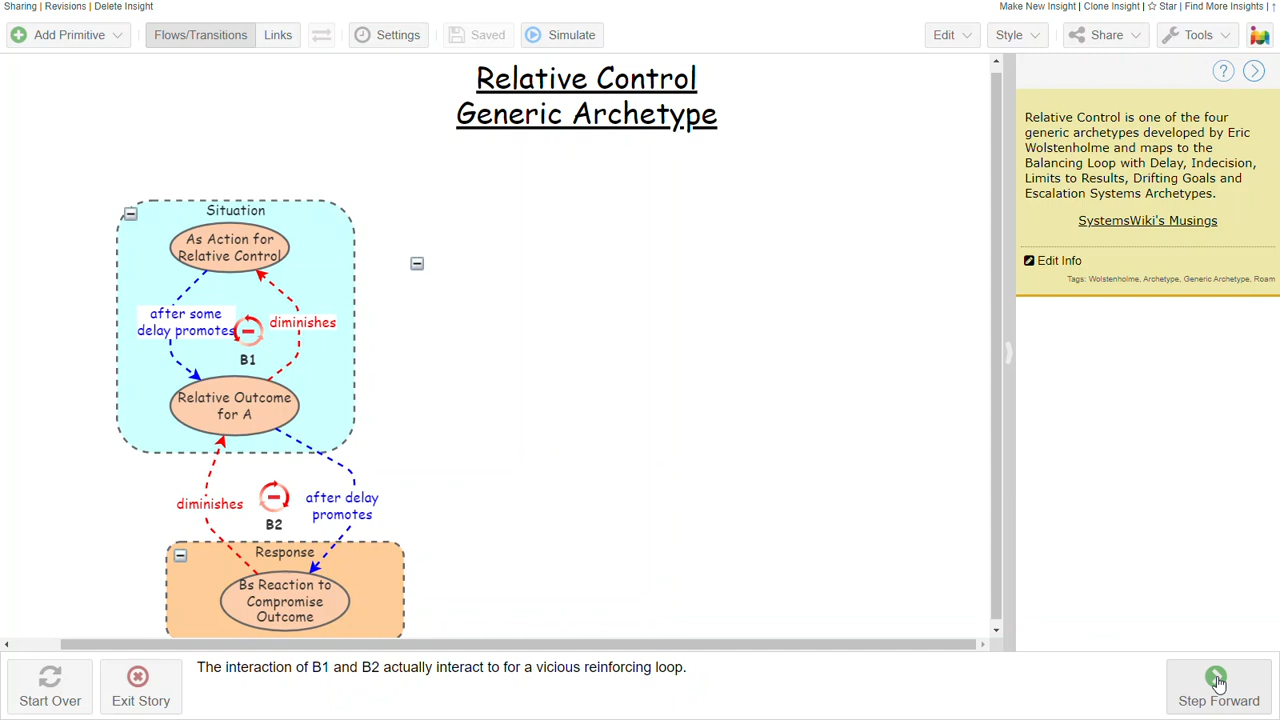 Sharing | Revisions | Delete Insight
Make New Insight | Clone Insight | ☆ Star | Find More Insights | ↑
Add Primitive
Flows/Transitions
Links
Settings
Saved
Simulate
Edit
Style
Share
Tools
Relative Control
Generic Archetype
Relative Control is one of the four
generic archetypes developed by Eric
Wolstenholme and maps to the
Balancing Loop with Delay, Indecision,
Limits to Results, Drifting Goals and
Escalation Systems Archetypes.
SystemsWiki's Musings
Edit Info
Tags: Wolstenholme, Archetype, Generic Archetype, Roam
Situation
As Action for
Relative Control
after some
delay promotes
diminishes
B1
Relative Outcome
for A
diminishes
B2
after delay
promotes
Response
Bs Reaction to
Compromise
Outcome
The interaction of B1 and B2 actually interact to for a vicious reinforcing loop.
Start Over
Exit Story
Step Forward